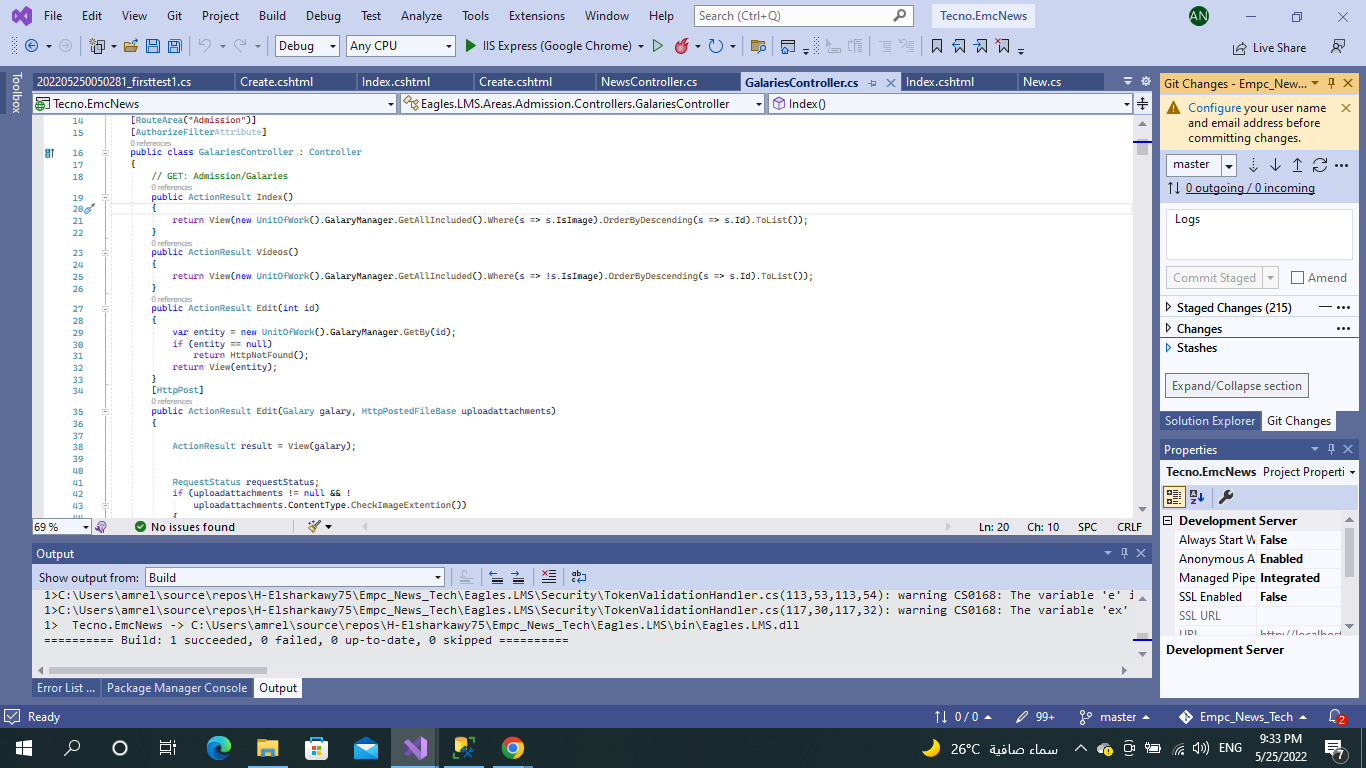 File Edit View Git Project Build Debug Test Analyze Tools Extensions Window Help Search (Ctrl+Q) Tecno.EmcNews AN
Debug Any CPU IIS Express (Google Chrome) Live Share
Toolbox
202205250050281_firsttest1.cs Create.cshtml Index.cshtml Create.cshtml NewsController.cs GalariesController.cs Index.cshtml New.cs
Tecno.EmcNews Eagles.LMS.Areas.Admission.Controllers.GalariesController Index()
14 [RouteArea("Admission")]
15 [AuthorizeFilterAttribute]
0 references
16 public class GalariesController : Controller
17 {
18 // GET: Admission/Galaries
0 references
19 public ActionResult Index()
20 {
21 return View(new UnitOfWork().GalaryManager.GetAllIncluded().Where(s => s.IsImage).OrderByDescending(s => s.Id).ToList());
22 }
0 references
23 public ActionResult Videos()
24 {
25 return View(new UnitOfWork().GalaryManager.GetAllIncluded().Where(s => !s.IsImage).OrderByDescending(s => s.Id).ToList());
26 }
0 references
27 public ActionResult Edit(int id)
28 {
29 var entity = new UnitOfWork().GalaryManager.GetBy(id);
30 if (entity == null)
31 return HttpNotFound();
32 return View(entity);
33 }
34 [HttpPost]
0 references
35 public ActionResult Edit(Galary galary, HttpPostedFileBase uploadattachments)
36 {
37
38 ActionResult result = View(galary);
39
40
41 RequestStatus requestStatus;
42 if (uploadattachments != null && !
43 uploadattachments.ContentType.CheckImageExtention())
69 % No issues found Ln: 20 Ch: 10 SPC CRLF
Output
Show output from: Build
1>C:\Users\amrel\source\repos\H-Elsharkawy75\Empc_News_Tech\Eagles.LMS\Security\TokenValidationHandler.cs(113,53,113,54): warning CS0168: The variable 'e' i
1>C:\Users\amrel\source\repos\H-Elsharkawy75\Empc_News_Tech\Eagles.LMS\Security\TokenValidationHandler.cs(117,30,117,32): warning CS0168: The variable 'ex'
1> Tecno.EmcNews -> C:\Users\amrel\source\repos\H-Elsharkawy75\Empc_News_Tech\Eagles.LMS\bin\Eagles.LMS.dll
========== Build: 1 succeeded, 0 failed, 0 up-to-date, 0 skipped ==========
Error List ... Package Manager Console Output
Git Changes - Empc_New...
Configure your user name
and email address before
committing changes.
master
0 outgoing / 0 incoming
Logs
Commit Staged Amend
Staged Changes (215)
Changes
Stashes
Expand/Collapse section
Solution Explorer Git Changes
Properties
Tecno.EmcNews Project Properti
Development Server
Always Start W False
Anonymous A Enabled
Managed Pipe Integrated
SSL Enabled False
SSL URL
URL http://localhost
Development Server
Ready 0 / 0 99+ master Empc_News_Tech 2
26°C سماء صافية ENG 9:33 PM
5/25/2022 7